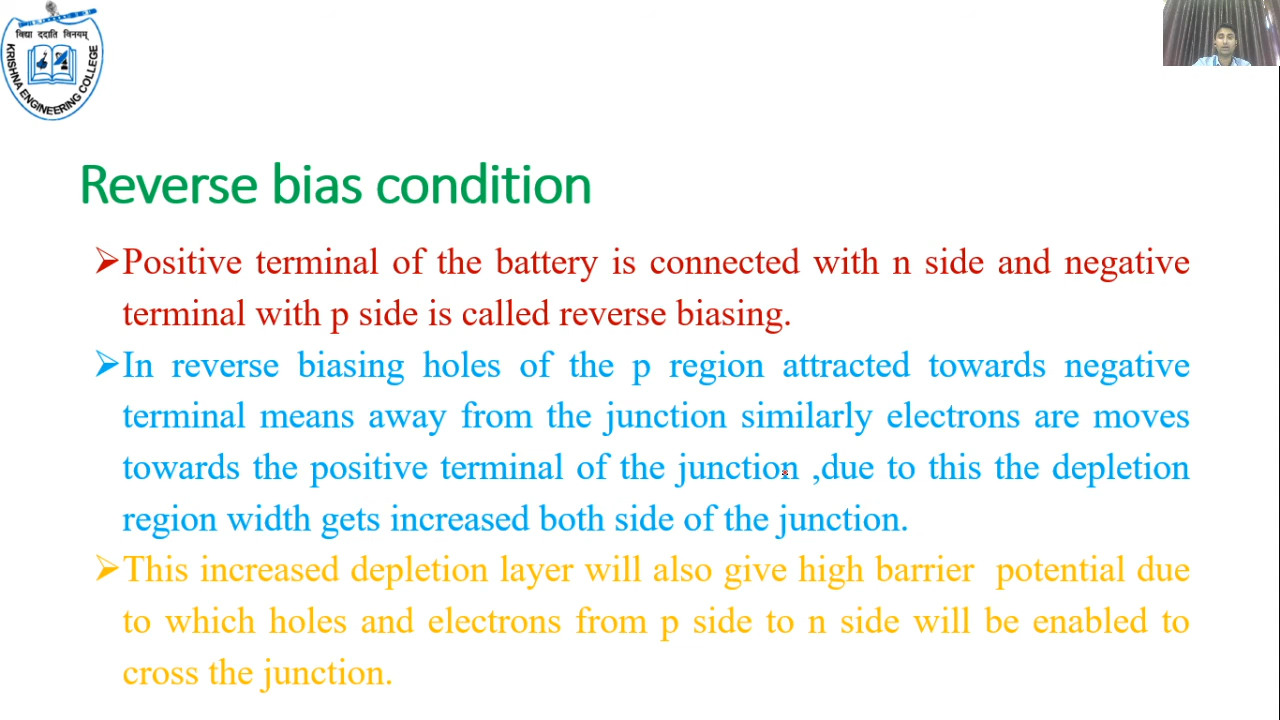 विद्या ददाति विनयम्
KRISHNA ENGINEERING COLLEGE
Reverse bias condition
➢Positive terminal of the battery is connected with n side and negative
terminal with p side is called reverse biasing.
➢In reverse biasing holes of the p region attracted towards negative
terminal means away from the junction similarly electrons are moves
towards the positive terminal of the junction ,due to this the depletion
region width gets increased both side of the junction.
➢This increased depletion layer will also give high barrier potential due
to which holes and electrons from p side to n side will be enabled to
cross the junction.